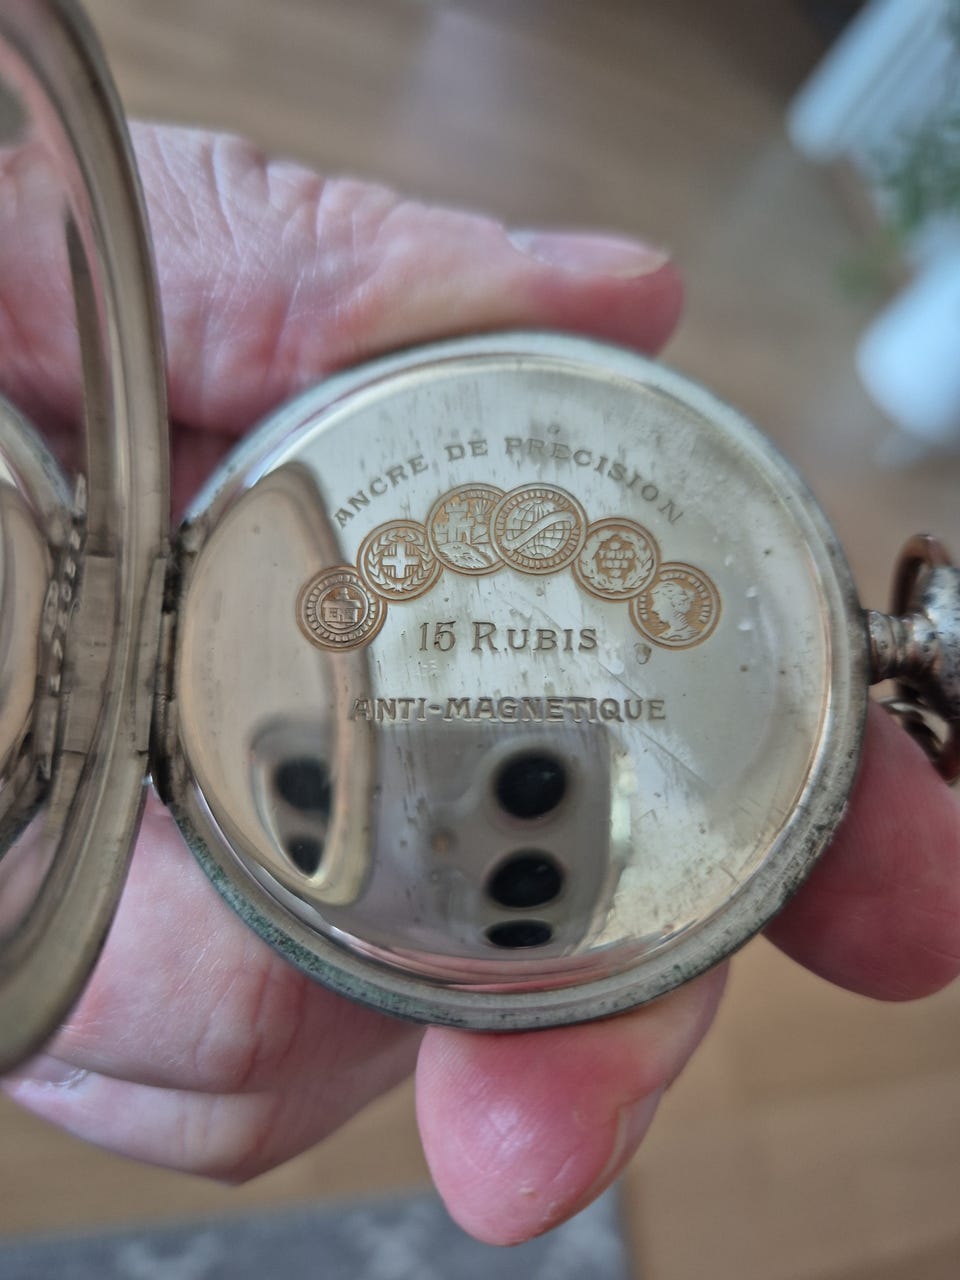 ANCRE DE PRECISION
15 RUBIS
ANTI-MAGNETIQUE